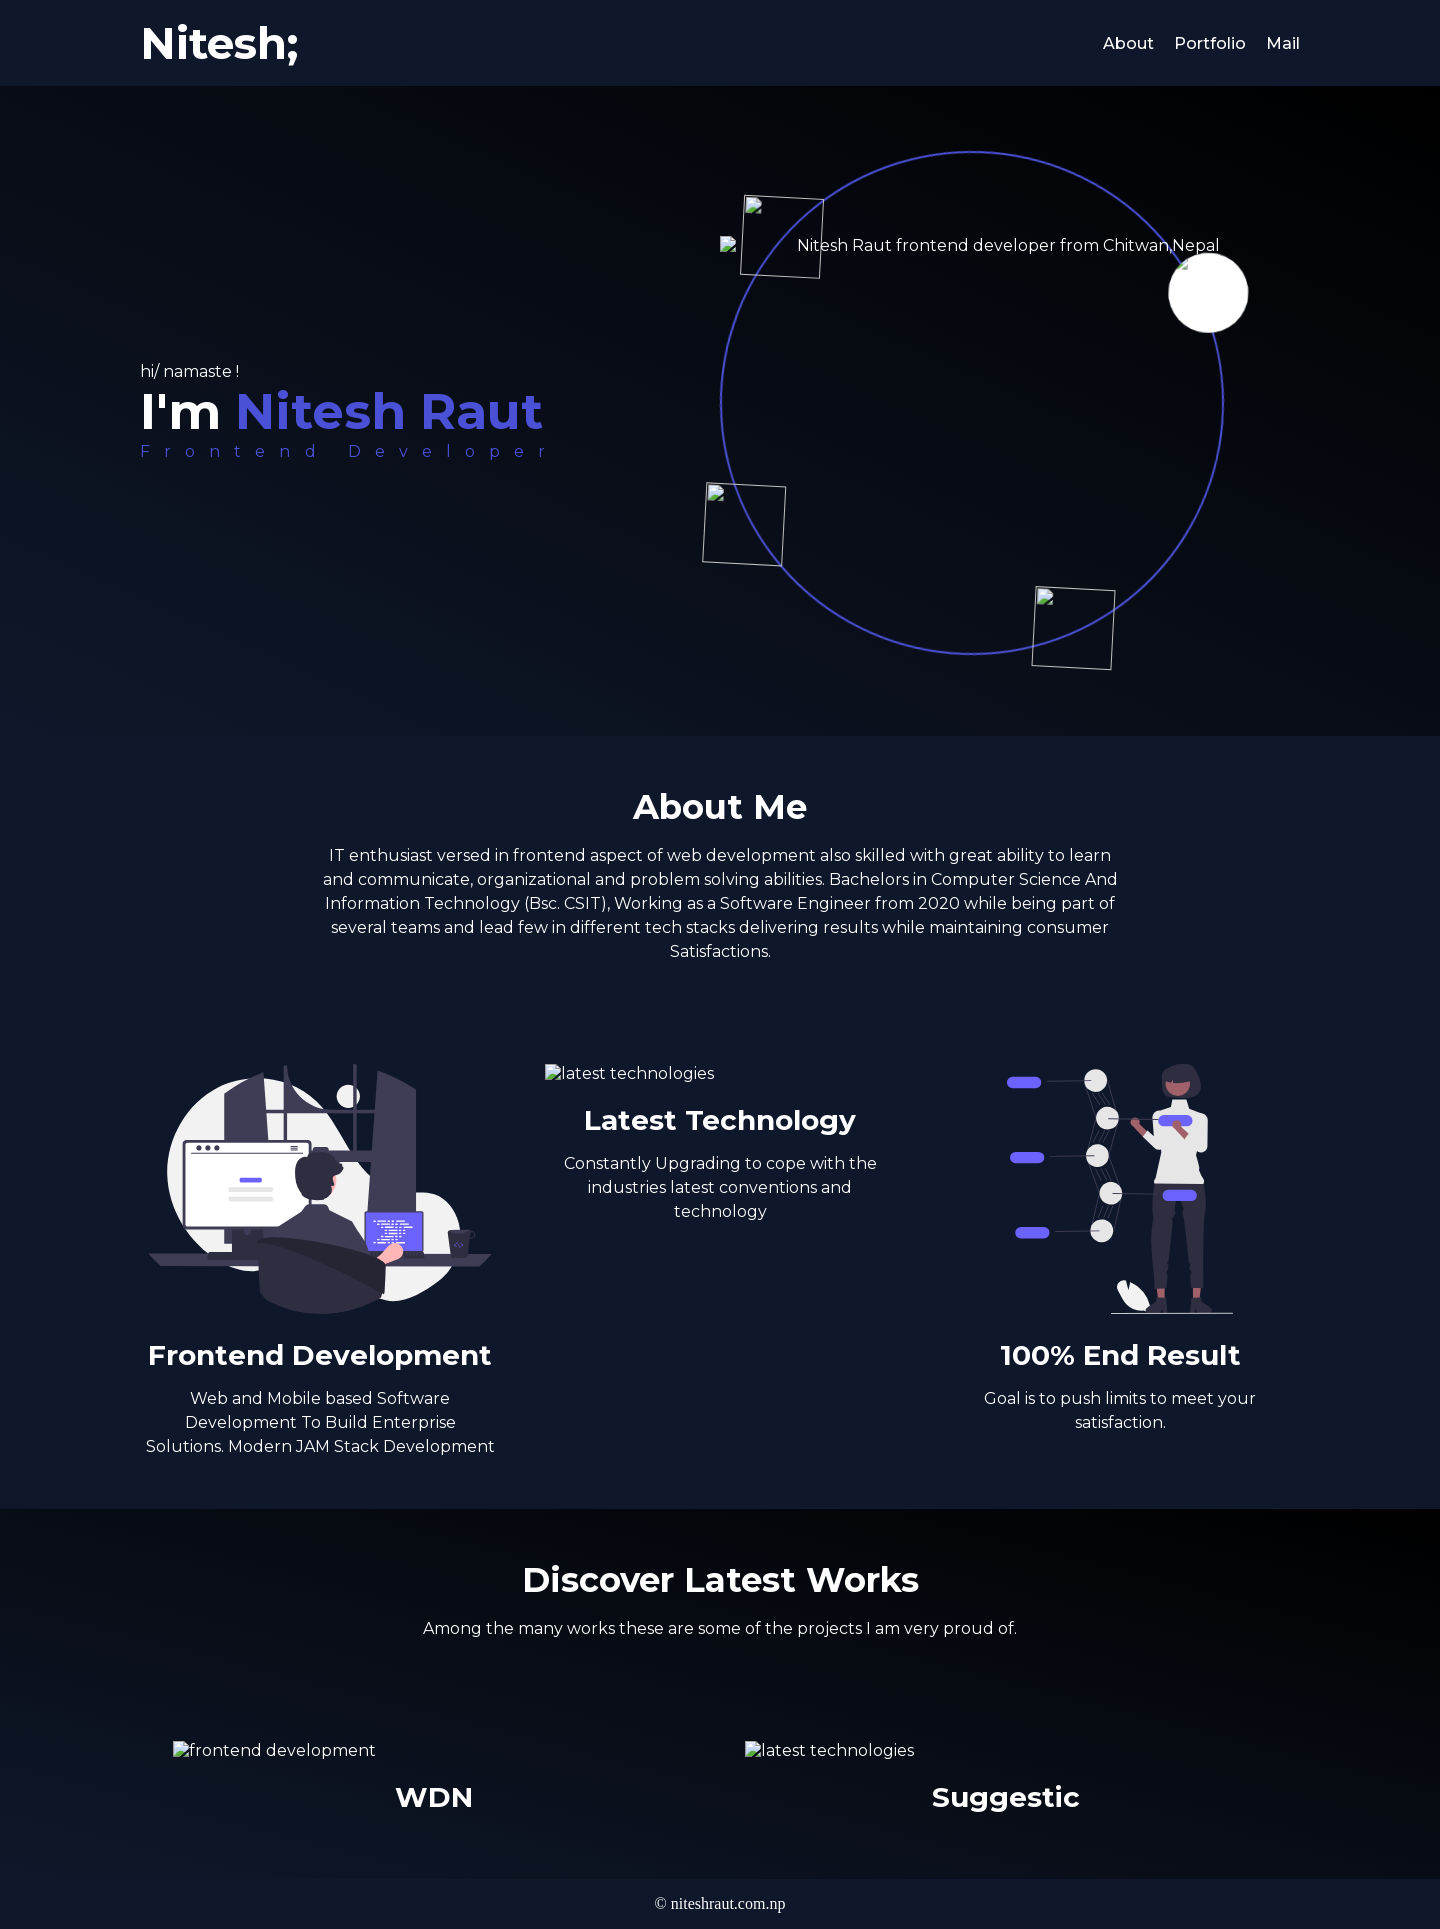 Nitesh;
About Portfolio Mail
Nitesh Raut frontend developer from Chitwan,Nepal
hi/ namaste !
I'm Nitesh Raut
Frontend Developer
About Me
IT enthusiast versed in frontend aspect of web development also skilled with great ability to learn
and communicate, organizational and problem solving abilities. Bachelors in Computer Science And
Information Technology (Bsc. CSIT), Working as a Software Engineer from 2020 while being part of
several teams and lead few in different tech stacks delivering results while maintaining consumer
Satisfactions.
Frontend Development
Web and Mobile based Software
Development To Build Enterprise
Solutions. Modern JAM Stack Development
latest technologies
Latest Technology
Constantly Upgrading to cope with the
industries latest conventions and
technology
100% End Result
Goal is to push limits to meet your
satisfaction.
Discover Latest Works
Among the many works these are some of the projects I am very proud of.
frontend development
WDN
latest technologies
Suggestic
© niteshraut.com.np